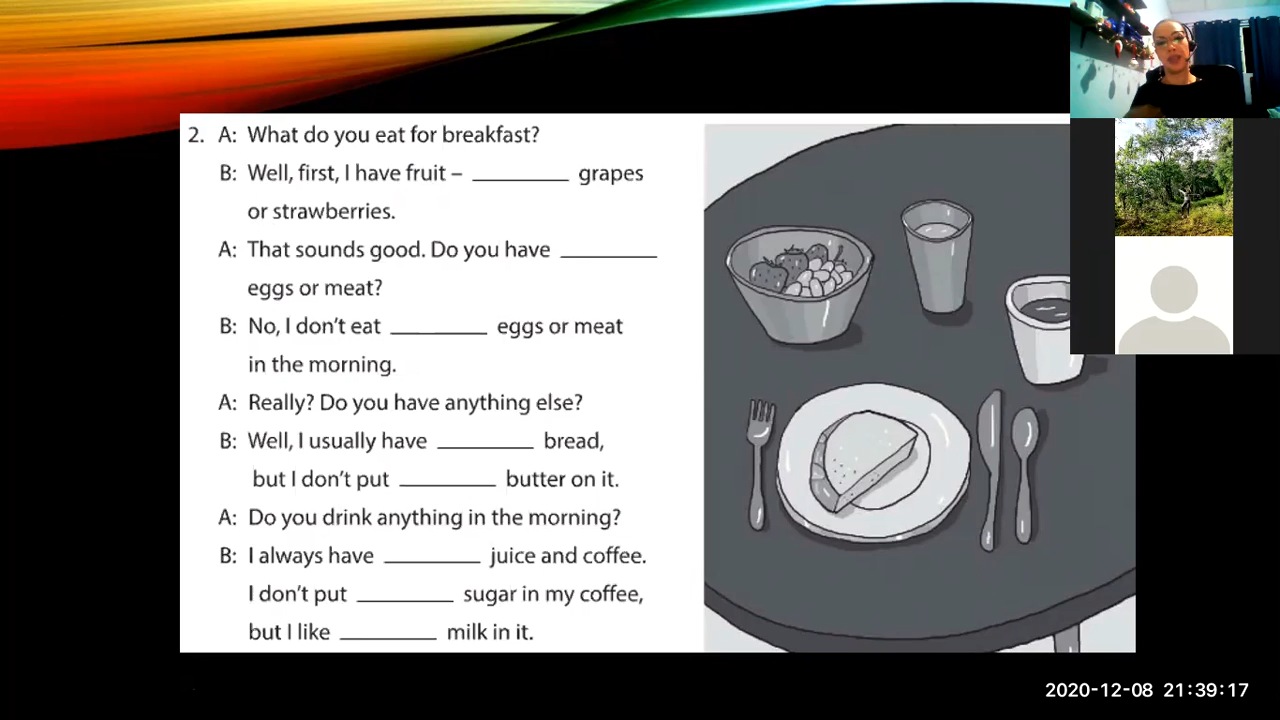 2. A: What do you eat for breakfast?
B: Well, first, I have fruit – __________ grapes
or strawberries.
A: That sounds good. Do you have __________
eggs or meat?
B: No, I don't eat __________ eggs or meat
in the morning.
A: Really? Do you have anything else?
B: Well, I usually have __________ bread,
but I don't put __________ butter on it.
A: Do you drink anything in the morning?
B: I always have __________ juice and coffee.
I don't put __________ sugar in my coffee,
but I like __________ milk in it.
2020-12-08 21:39:17